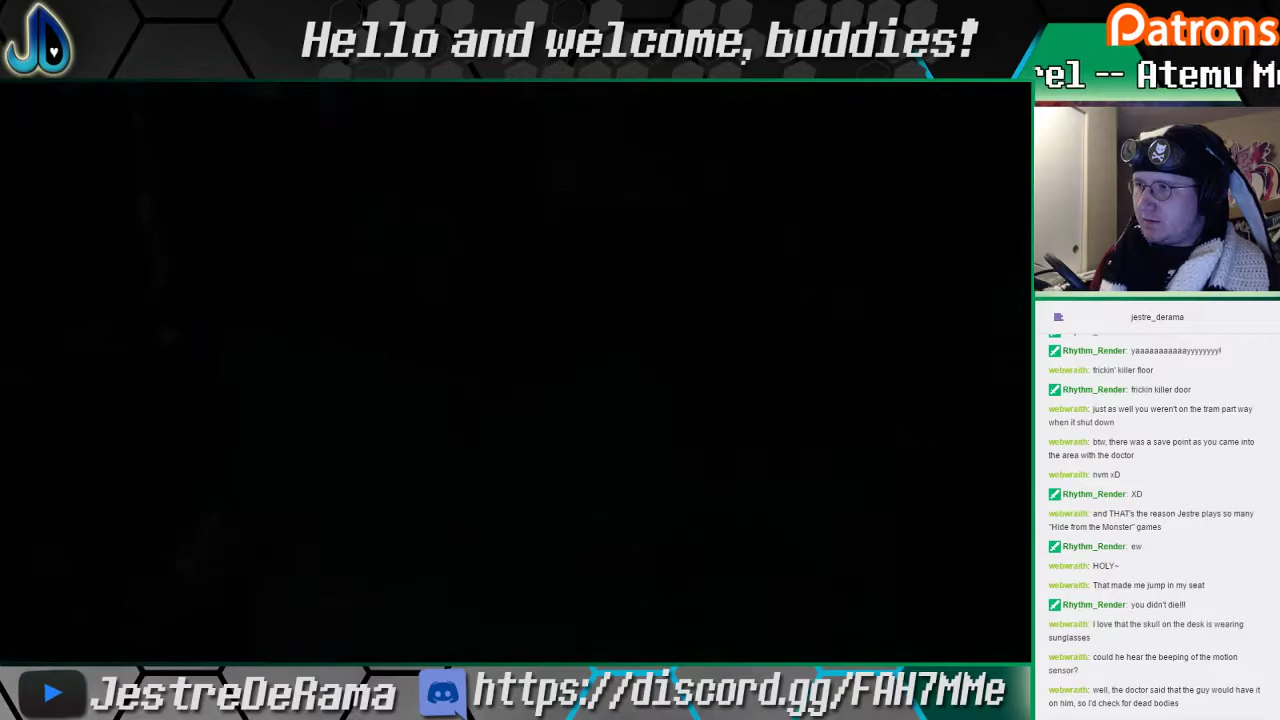 Hello and welcome, buddies!
Patrons
rel -- Atemu M
jestre_derama
Rhythm_Render: yaaaaaaaaaayyyyyyyy!
webwraith: frickin' killer floor
Rhythm_Render: frickin killer door
webwraith: just as well you weren't on the tram part way
when it shut down
webwraith: btw, there was a save point as you came into
the area with the doctor
webwraith: nvm xD
Rhythm_Render: XD
webwraith: and THAT's the reason Jestre plays so many
"Hide from the Monster" games
Rhythm_Render: ew
webwraith: HOLY~
webwraith: That made me jump in my seat
Rhythm_Render: you didn't die!!!
webwraith: I love that the skull on the desk is wearing
sunglasses
webwraith: could he hear the beeping of the motion
sensor?
webwraith: well, the doctor said that the guy would have it
on him, so I'd check for dead bodies
JestreDeRama
https://discord.gg/FAH7MMe